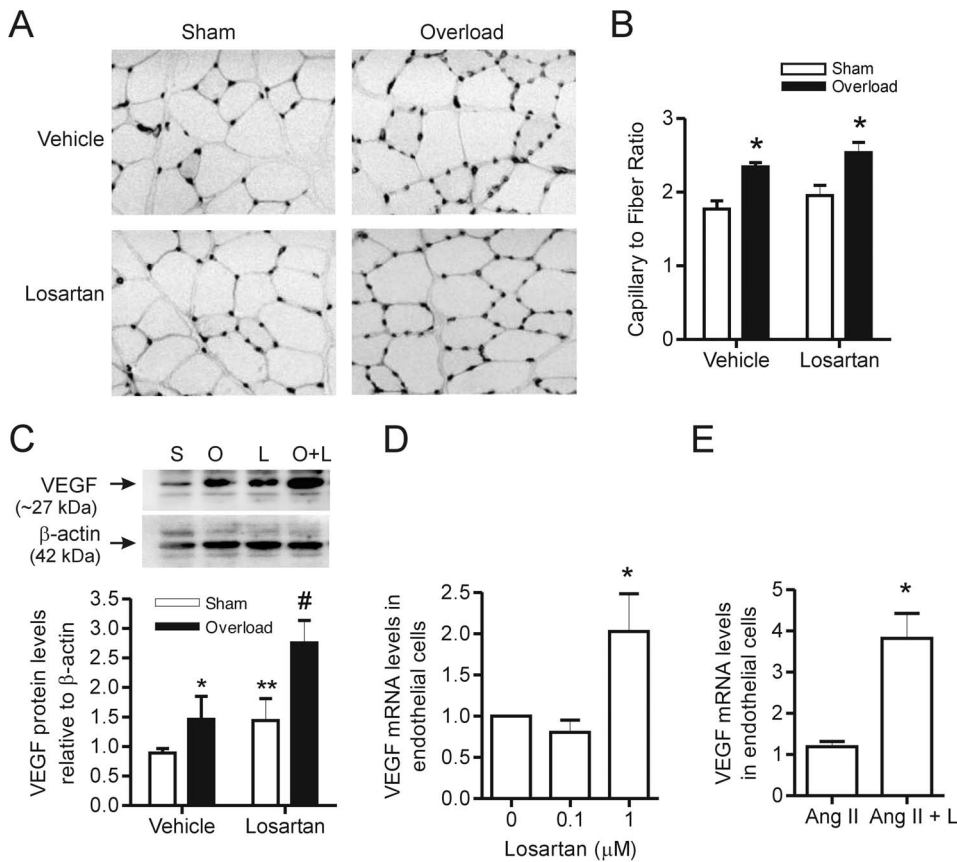 A
Sham
Overload
Vehicle
Losartan
B
Sham
Overload
3
2
1
0
Capillary to Fiber Ratio
*
*
Vehicle
Losartan
C
S O L O+L
VEGF
(~27 kDa)
β-actin
(42 kDa)
3.5
3.0
2.5
2.0
1.5
1.0
0.5
0.0
VEGF protein levels
relative to β-actin
Sham
Overload
*
**
#
Vehicle
Losartan
D
2.5
2.0
1.5
1.0
0.5
0.0
VEGF mRNA levels in
endothelial cells
*
0 0.1 1
Losartan (μM)
E
5
4
3
2
1
0
VEGF mRNA levels
in endothelial cells
*
Ang II Ang II + L